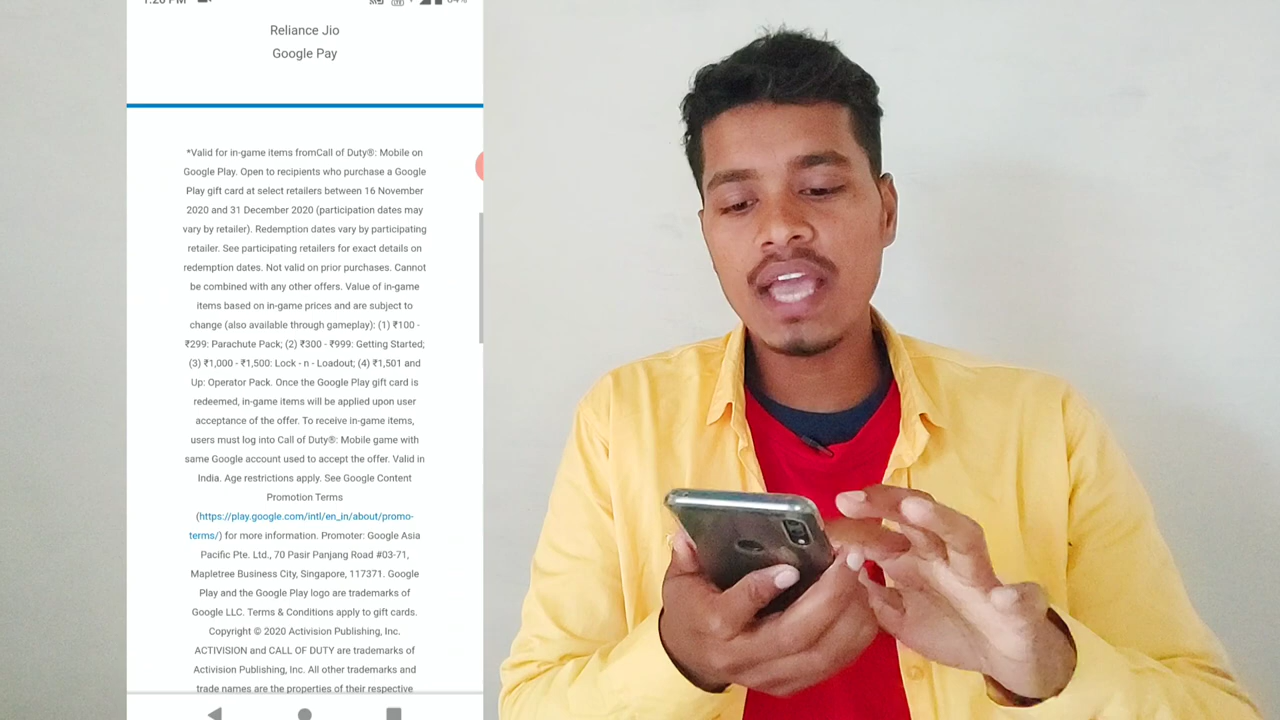 1:20 PM
84%
Reliance Jio
Google Pay
*Valid for in-game items fromCall of Duty®: Mobile on
Google Play. Open to recipients who purchase a Google
Play gift card at select retailers between 16 November
2020 and 31 December 2020 (participation dates may
vary by retailer). Redemption dates vary by participating
retailer. See participating retailers for exact details on
redemption dates. Not valid on prior purchases. Cannot
be combined with any other offers. Value of in-game
items based on in-game prices and are subject to
change (also available through gameplay): (1) ₹100 -
₹299: Parachute Pack; (2) ₹300 - ₹999: Getting Started;
(3) ₹1,000 - ₹1,500: Lock - n - Loadout; (4) ₹1,501 and
Up: Operator Pack. Once the Google Play gift card is
redeemed, in-game items will be applied upon user
acceptance of the offer. To receive in-game items,
users must log into Call of Duty®: Mobile game with
same Google account used to accept the offer. Valid in
India. Age restrictions apply. See Google Content
Promotion Terms
(https://play.google.com/intl/en_in/about/promo-
terms/) for more information. Promoter: Google Asia
Pacific Pte. Ltd., 70 Pasir Panjang Road #03-71,
Mapletree Business City, Singapore, 117371. Google
Play and the Google Play logo are trademarks of
Google LLC. Terms & Conditions apply to gift cards.
Copyright © 2020 Activision Publishing, Inc.
ACTIVISION and CALL OF DUTY are trademarks of
Activision Publishing, Inc. All other trademarks and
trade names are the properties of their respective